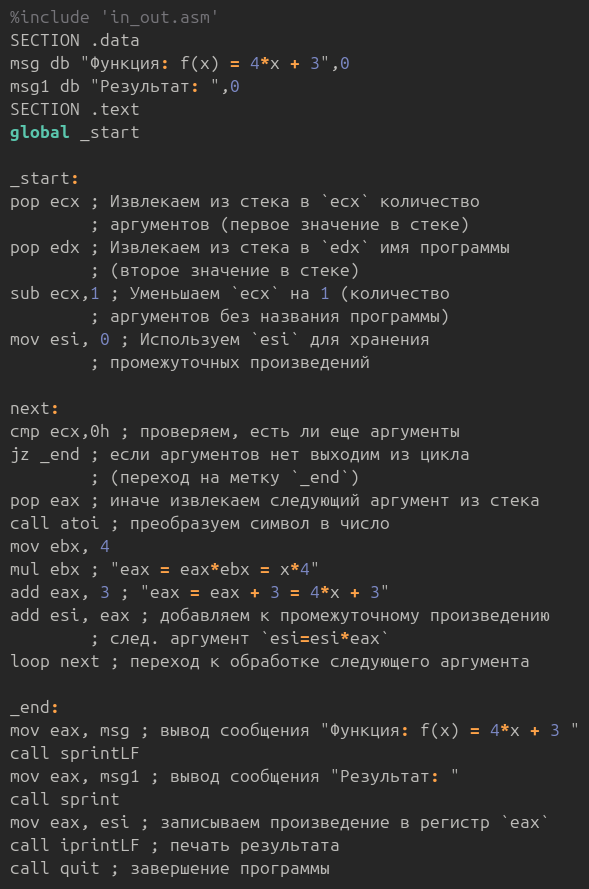 %include 'in_out.asm'
SECTION .data
msg db "Функция: f(x) = 4*x + 3",0
msg1 db "Результат: ",0
SECTION .text
global _start
_start:
pop ecx ; Извлекаем из стека в `ecx` количество
; аргументов (первое значение в стеке)
pop edx ; Извлекаем из стека в `edx` имя программы
; (второе значение в стеке)
sub ecx,1 ; Уменьшаем `ecx` на 1 (количество
; аргументов без названия программы)
mov esi, 0 ; Используем `esi` для хранения
; промежуточных произведений
next:
cmp ecx,0h ; проверяем, есть ли еще аргументы
jz _end ; если аргументов нет выходим из цикла
; (переход на метку `_end`)
pop eax ; иначе извлекаем следующий аргумент из стека
call atoi ; преобразуем символ в число
mov ebx, 4
mul ebx ; "eax = eax*ebx = x*4"
add eax, 3 ; "eax = eax + 3 = 4*x + 3"
add esi, eax ; добавляем к промежуточному произведению
; след. аргумент `esi=esi*eax`
loop next ; переход к обработке следующего аргумента
_end:
mov eax, msg ; вывод сообщения "Функция: f(x) = 4*x + 3 "
call sprintLF
mov eax, msg1 ; вывод сообщения "Результат: "
call sprint
mov eax, esi ; записываем произведение в регистр `eax`
call iprintLF ; печать результата
call quit ; завершение программы